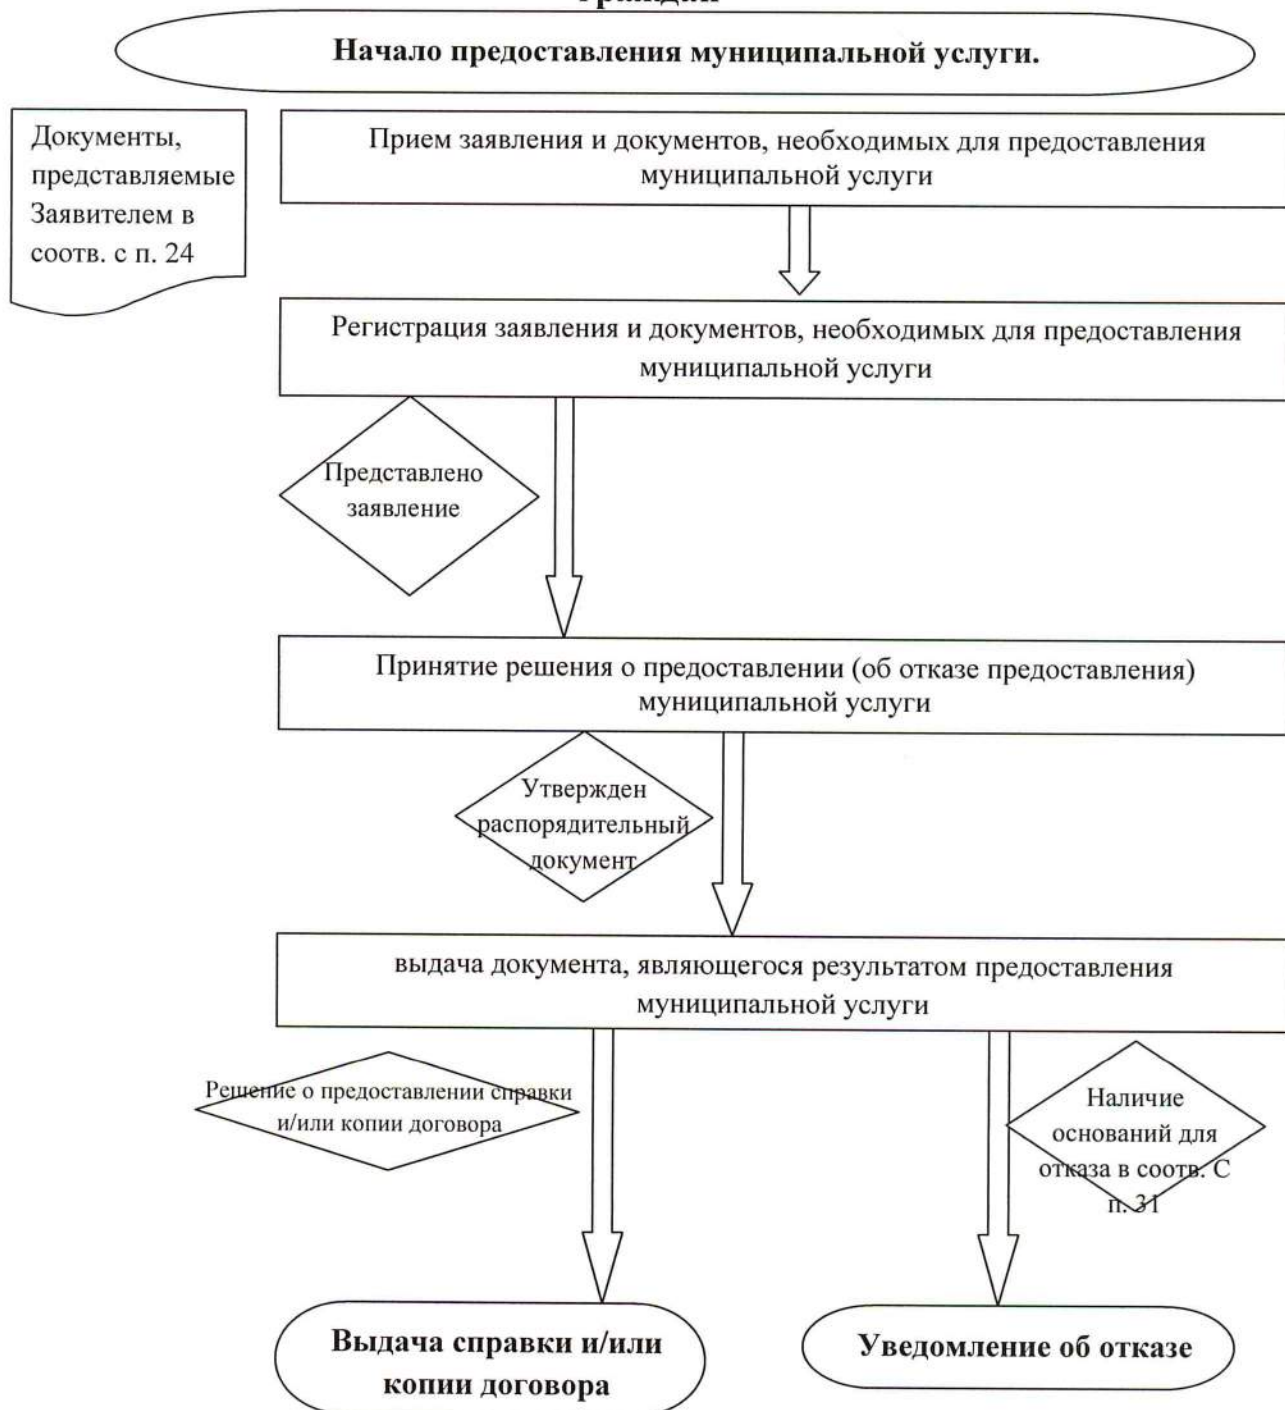 Начало предоставления муниципальной услуги.
Документы,
представляемые
Заявителем в
соотв. с п. 24
Прием заявления и документов, необходимых для предоставления
муниципальной услуги
Регистрация заявления и документов, необходимых для предоставления
муниципальной услуги
Представлено
заявление
Принятие решения о предоставлении (об отказе предоставления)
муниципальной услуги
Утвержден
распорядительный
документ
выдача документа, являющегося результатом предоставления
муниципальной услуги
Решение о предоставлении справки
и/или копии договора
Наличие
оснований для
отказа в соотв. С
п. 31
Выдача справки и/или
копии договора
Уведомление об отказе